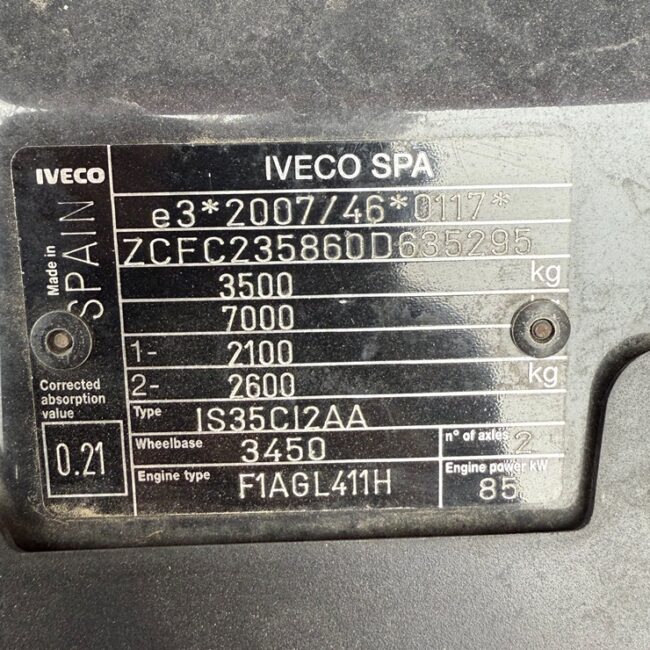 IVECO
IVECO SPA
e3*2007/46*0117*
ZCFC235860D635295
Made in
SPAIN
3500 kg
7000
1- 2100
2- 2600 kg
Corrected
absorption
value
0.21
Type IS35CI2AA
Wheelbase 3450
n° of axles 2
Engine type F1AGL411H
Engine power kW
85